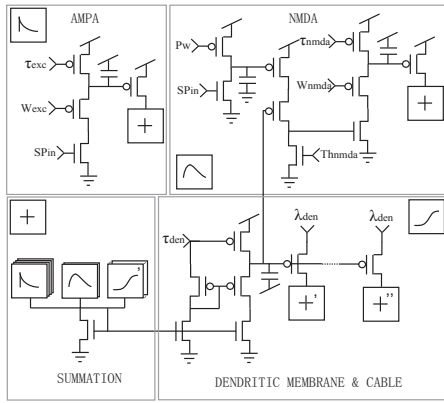 AMPA
NMDA
τexc
Wexc
SPin
Pw
SPin
τnmda
Wnmda
Thnmda
+
+
+
τden
λden
λden
+'
+''
'
SUMMATION
DENDRITIC MEMBRANE & CABLE